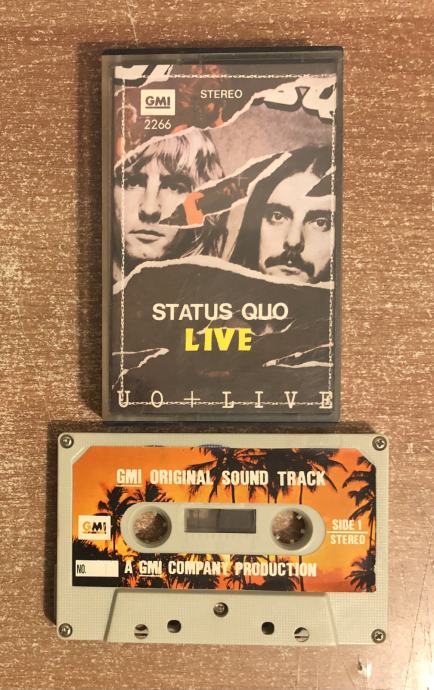 GMI
STEREO
2266
STATUS QUO
LIVE
UO+LIVE
GMI ORIGINAL SOUND TRACK
GMI
SIDE 1
STEREO
NO.
A GMI COMPANY PRODUCTION